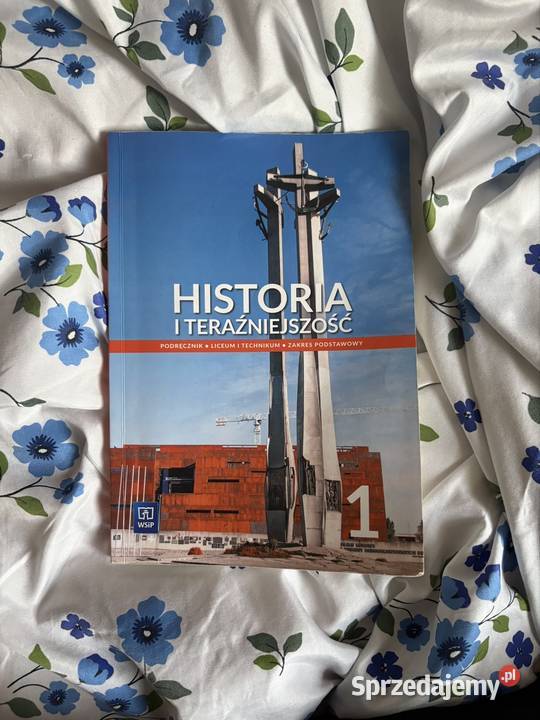 HISTORIA
I TERAŹNIEJSZOŚĆ
PODRĘCZNIK • LICEUM I TECHNIKUM • ZAKRES PODSTAWOWY
WSiP
1
Sprzedajemy.pl